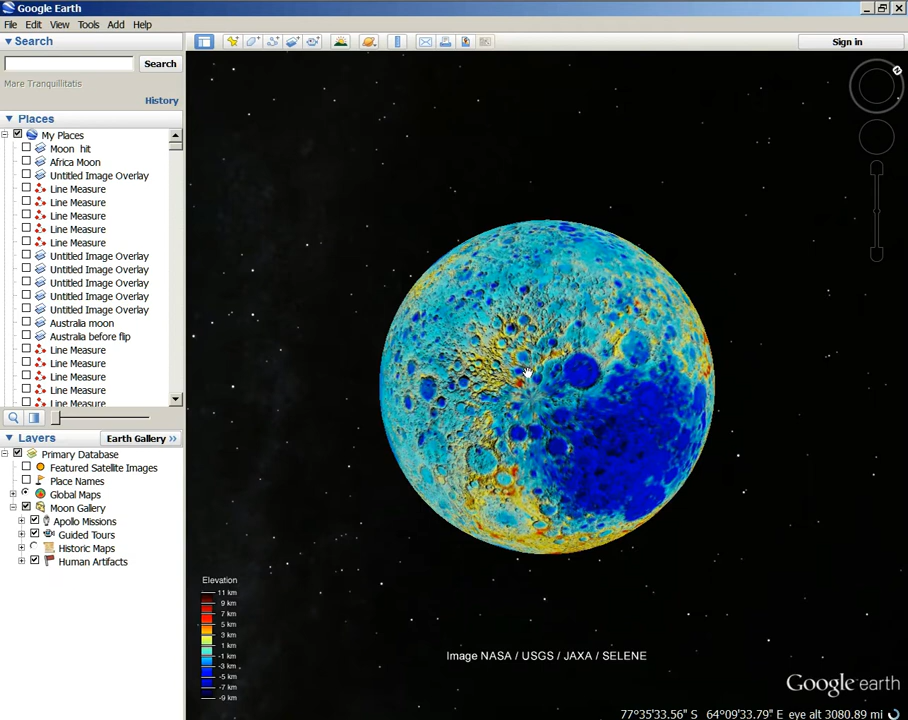 Google Earth
File Edit View Tools Add Help
Search
Sign in
Search
Mare Tranquillitatis
History
Places
My Places
Moon hit
Africa Moon
Untitled Image Overlay
Line Measure
Line Measure
Line Measure
Line Measure
Line Measure
Untitled Image Overlay
Untitled Image Overlay
Untitled Image Overlay
Untitled Image Overlay
Untitled Image Overlay
Australia moon
Australia before flip
Line Measure
Line Measure
Line Measure
Line Measure
Line Measure
Layers
Earth Gallery >>
Primary Database
Featured Satellite Images
Place Names
Global Maps
Moon Gallery
Apollo Missions
Guided Tours
Historic Maps
Human Artifacts
Elevation
11 km
9 km
7 km
5 km
3 km
1 km
-1 km
-3 km
-5 km
-7 km
-9 km
Image NASA / USGS / JAXA / SELENE
Google earth
77°35'33.56" S 64°09'33.79" E eye alt 3080.89 mi